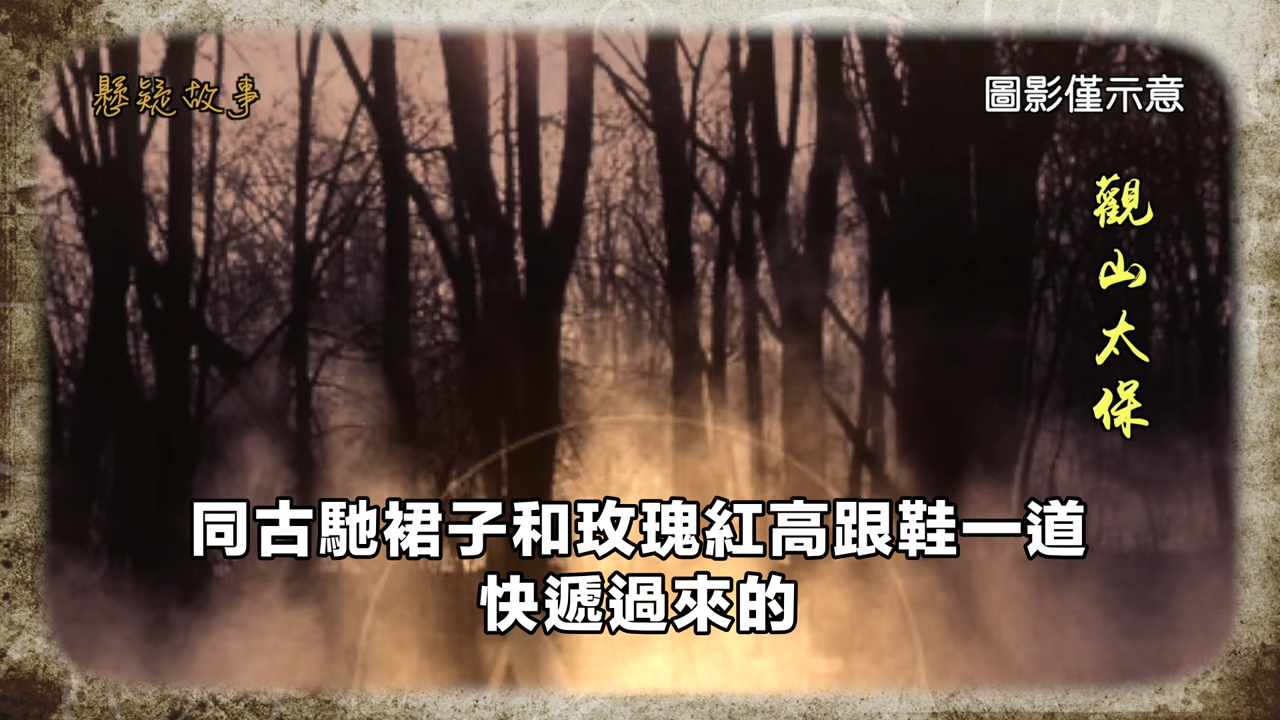 懸疑故事
圖影僅示意
觀山太保
同古馳裙子和玫瑰紅高跟鞋一道
快遞過來的